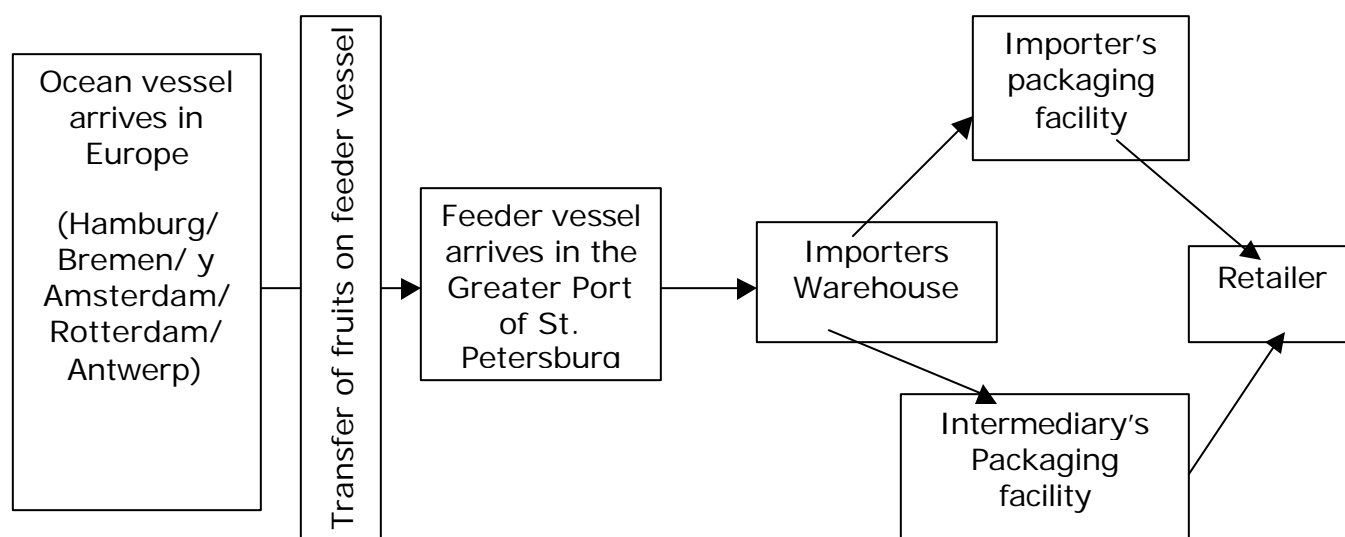 Ocean vessel
arrives in
Europe
(Hamburg/
Bremen/ y
Amsterdam/
Rotterdam/
Antwerp)
Transfer of fruits on feeder vessel
Feeder vessel
arrives in the
Greater Port
of St.
Petersburg
Importers
Warehouse
Importer's
packaging
facility
Intermediary's
Packaging
facility
Retailer